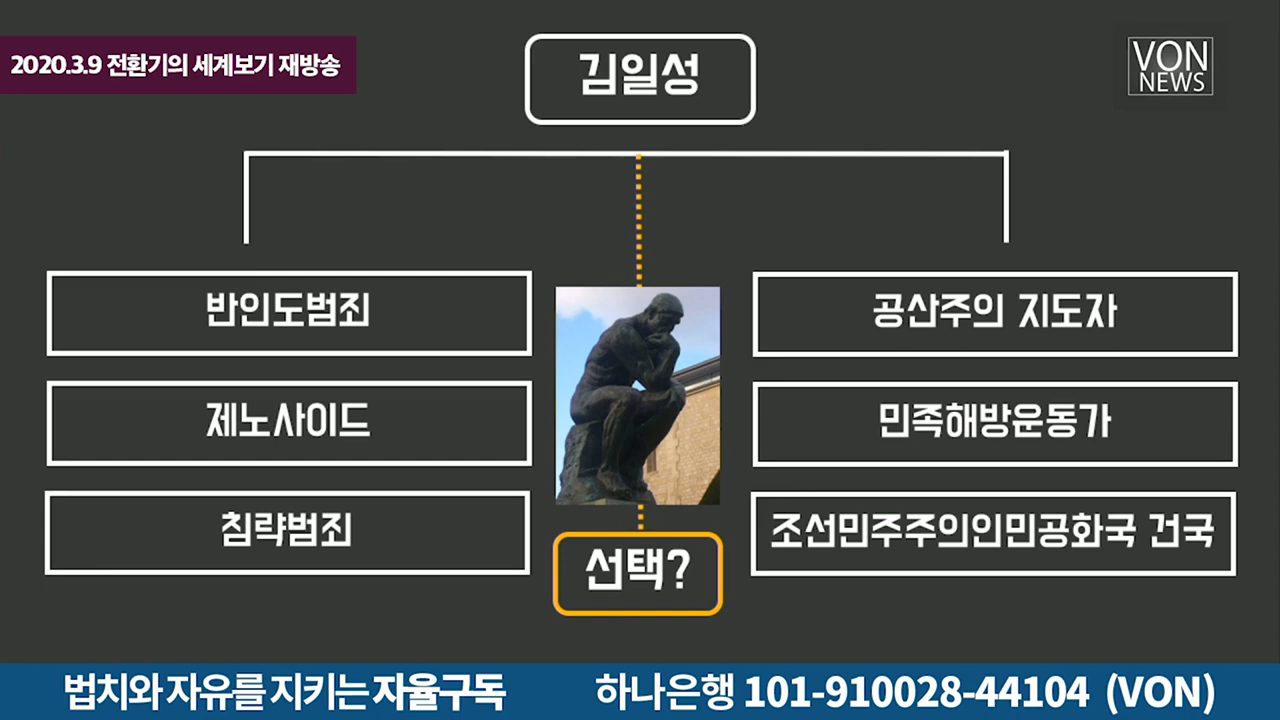 2020.3.9 전환기의 세계보기 재방송
VON
NEWS
김일성
반인도범죄
제노사이드
침략범죄
공산주의 지도자
민족해방운동가
조선민주주의인민공화국 건국
선택?
법치와 자유를 지키는 자율구독
하나은행 101-910028-44104 (VON)